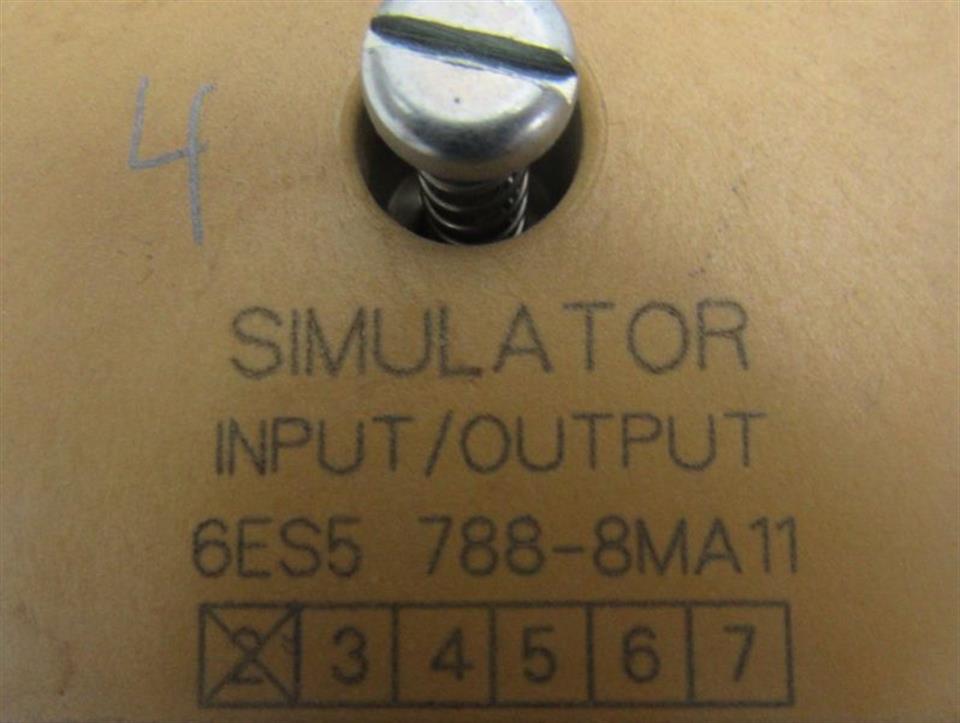 4
SIMULATOR
INPUT/OUTPUT
6ES5 788-8MA11
2 3 4 5 6 7